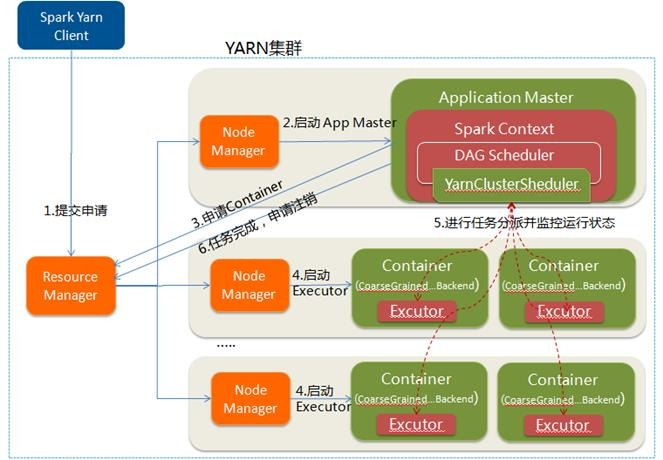 Spark Yarn
Client
YARN集群
Application Master
Spark Context
DAG Scheduler
YarnClusterSheduler
Node
Manager
2.启动 App Master
1.提交申请
3.申请Container
6.任务完成，申请注销
5.进行任务分派并监控运行状态
Resource
Manager
Node
Manager
4.启动
Executor
Container
(CoarseGrained...Backend)
Excutor
Container
(CoarseGrained...Backend)
Excutor
.....
Node
Manager
4.启动
Executor
Container
(CoarseGrained...Backend)
Excutor
Container
(CoarseGrained...Backend)
Excutor